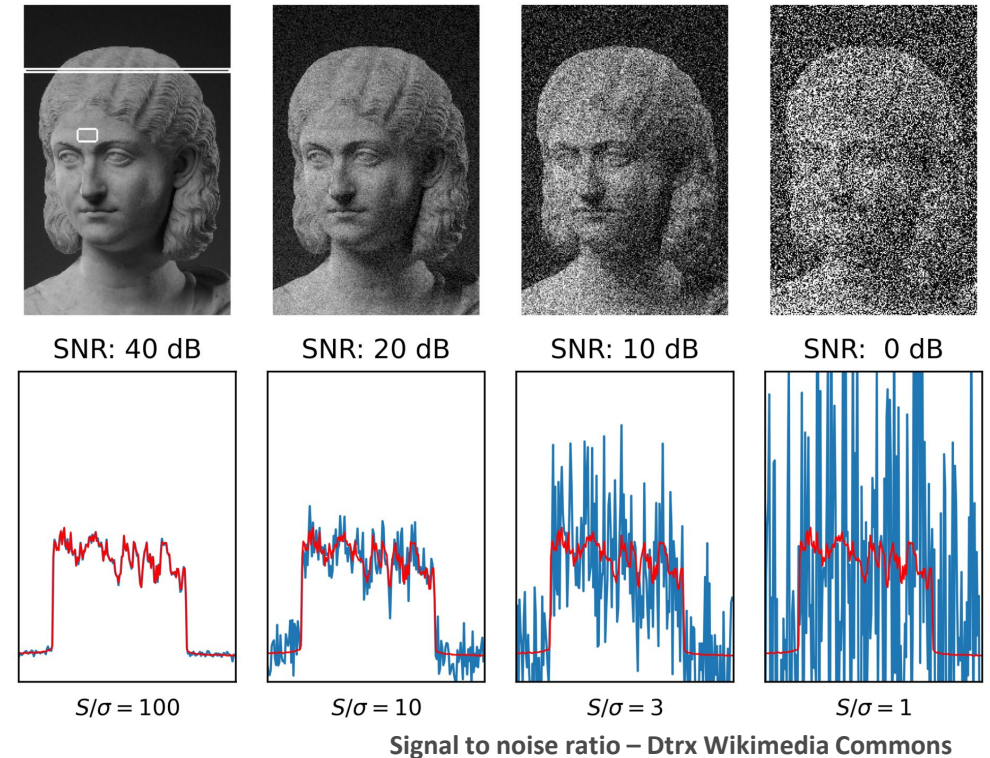 SNR: 40 dB SNR: 20 dB SNR: 10 dB SNR: 0 dB
S/σ = 100 S/σ = 10 S/σ = 3 S/σ = 1
Signal to noise ratio – Dtrx Wikimedia Commons